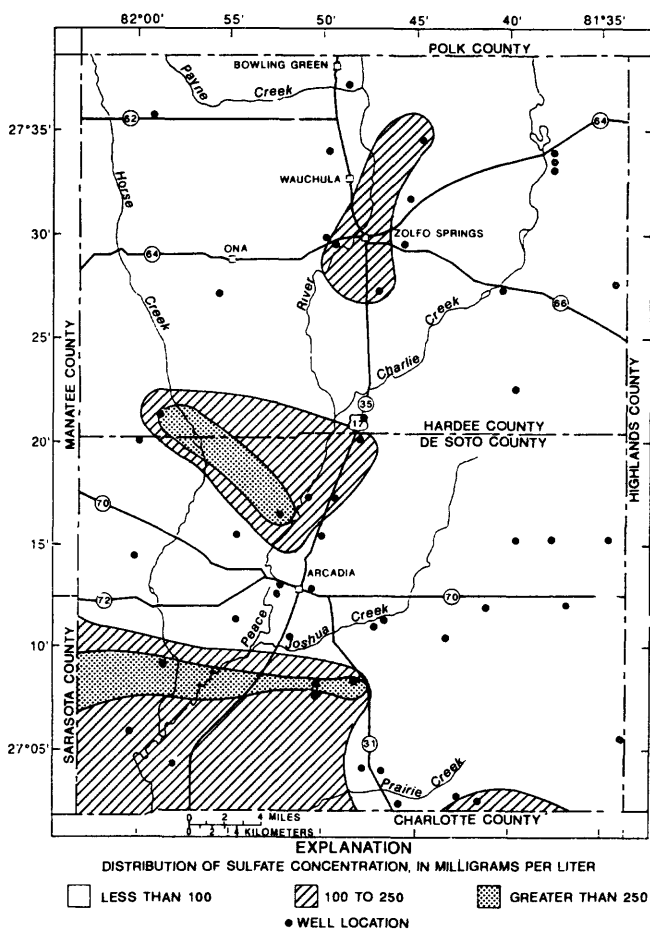 82°00' 55' 50' 45' 40' 81°35'
POLK COUNTY
BOWLING GREEN
Payne Creek
27°35'
62
64
WAUCHULA
Horse Creek
30'
ZOLFO SPRINGS
64
ONA
River
66
25'
Charlie Creek
MANATEE COUNTY
HIGHLANDS COUNTY
35
17
HARDEE COUNTY
20'
DE SOTO COUNTY
70
15'
ARCADIA
72
70
Peace
Joshua Creek
10'
SARASOTA COUNTY
27°05'
31
Prairie Creek
0 2 4 MILES
0 2 4 KILOMETERS
CHARLOTTE COUNTY
EXPLANATION
DISTRIBUTION OF SULFATE CONCENTRATION, IN MILLIGRAMS PER LITER
LESS THAN 100 100 TO 250 GREATER THAN 250
WELL LOCATION